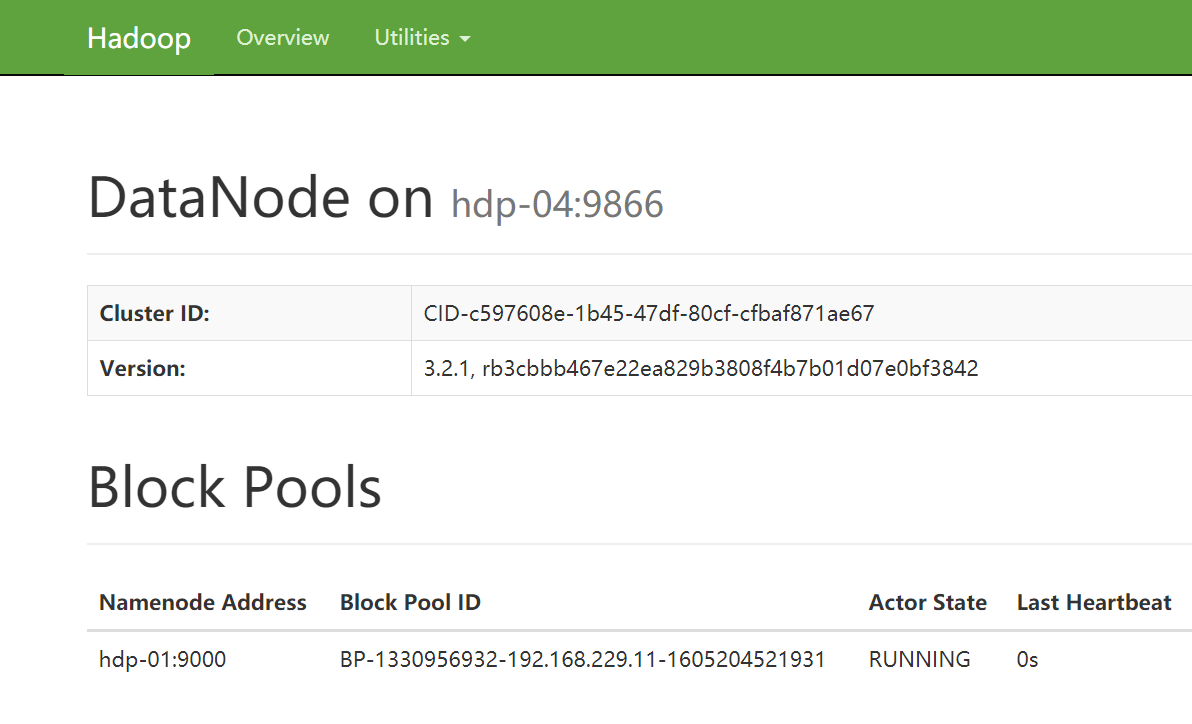 Hadoop Overview Utilities
DataNode on hdp-04:9866
Cluster ID: CID-c597608e-1b45-47df-80cf-cfbaf871ae67
Version: 3.2.1, rb3cbbb467e22ea829b3808f4b7b01d07e0bf3842
Block Pools
Namenode Address Block Pool ID Actor State Last Heartbeat
hdp-01:9000 BP-1330956932-192.168.229.11-1605204521931 RUNNING 0s